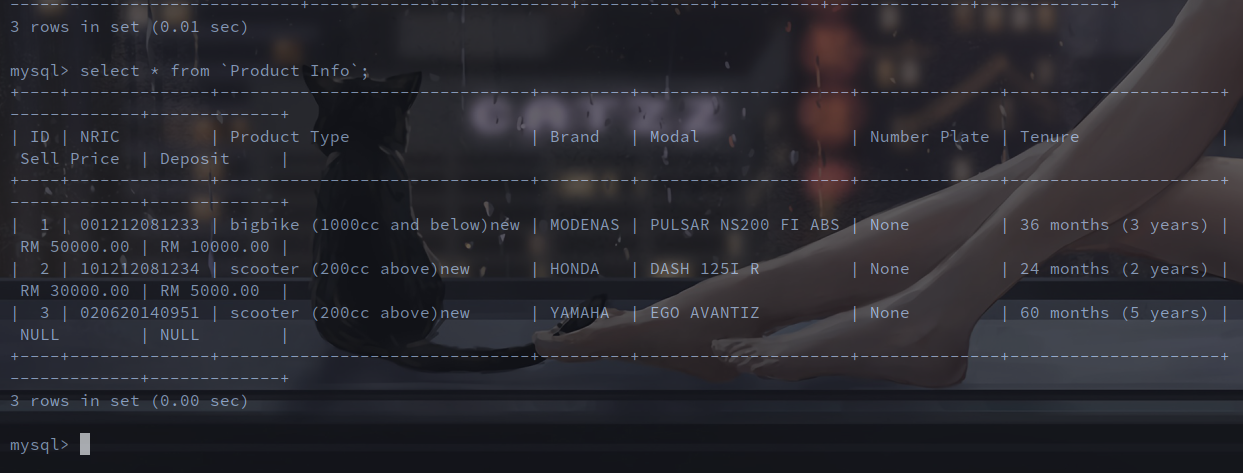 3 rows in set (0.01 sec)
mysql> select * from `Product Info`;
+----+--------------+-------------------------------+---------+---------------------+--------------+---------------------+
-------------+-------------+
| ID | NRIC         | Product Type                  | Brand   | Modal               | Number Plate | Tenure              |
 Sell Price  | Deposit     |
+----+--------------+-------------------------------+---------+---------------------+--------------+---------------------+
-------------+-------------+
|  1 | 001212081233 | bigbike (1000cc and below)new | MODENAS | PULSAR NS200 FI ABS | None         | 36 months (3 years) |
 RM 50000.00 | RM 10000.00 |
|  2 | 101212081234 | scooter (200cc above)new      | HONDA   | DASH 125I R         | None         | 24 months (2 years) |
 RM 30000.00 | RM 5000.00  |
|  3 | 020620140951 | scooter (200cc above)new      | YAMAHA  | EGO AVANTIZ         | None         | 60 months (5 years) |
 NULL        | NULL        |
+----+--------------+-------------------------------+---------+---------------------+--------------+---------------------+
-------------+-------------+
3 rows in set (0.00 sec)
mysql>